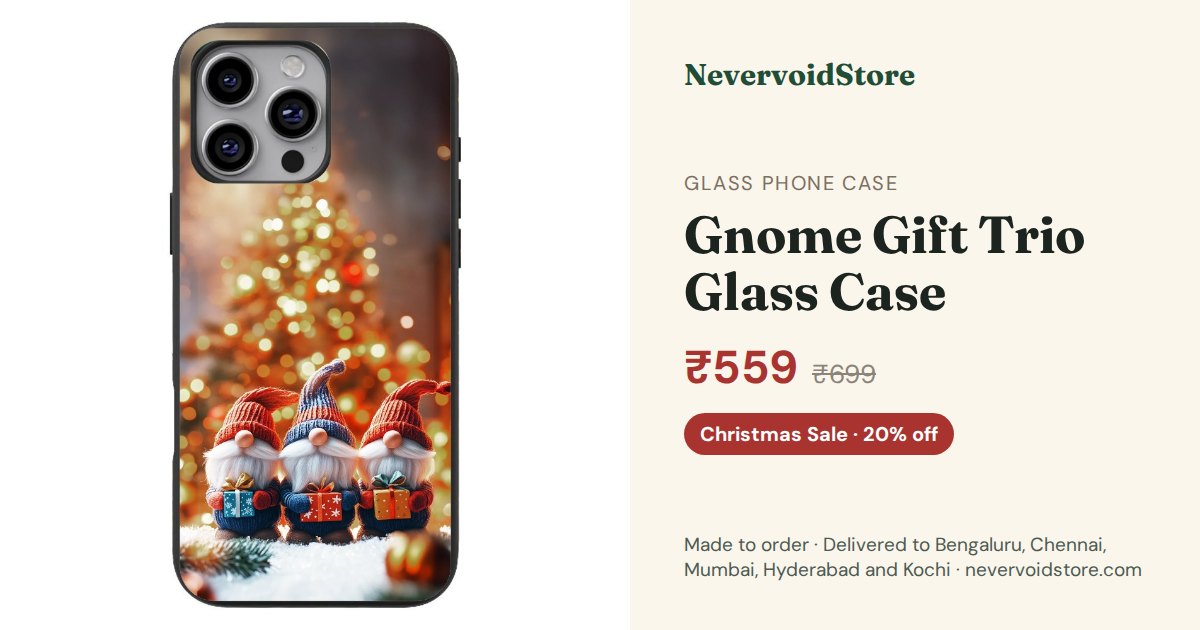 NevervoidStore
GLASS PHONE CASE
Gnome Gift Trio
Glass Case
₹559 ₹699
Christmas Sale · 20% off
Made to order · Delivered to Bengaluru, Chennai,
Mumbai, Hyderabad and Kochi · nevervoidstore.com